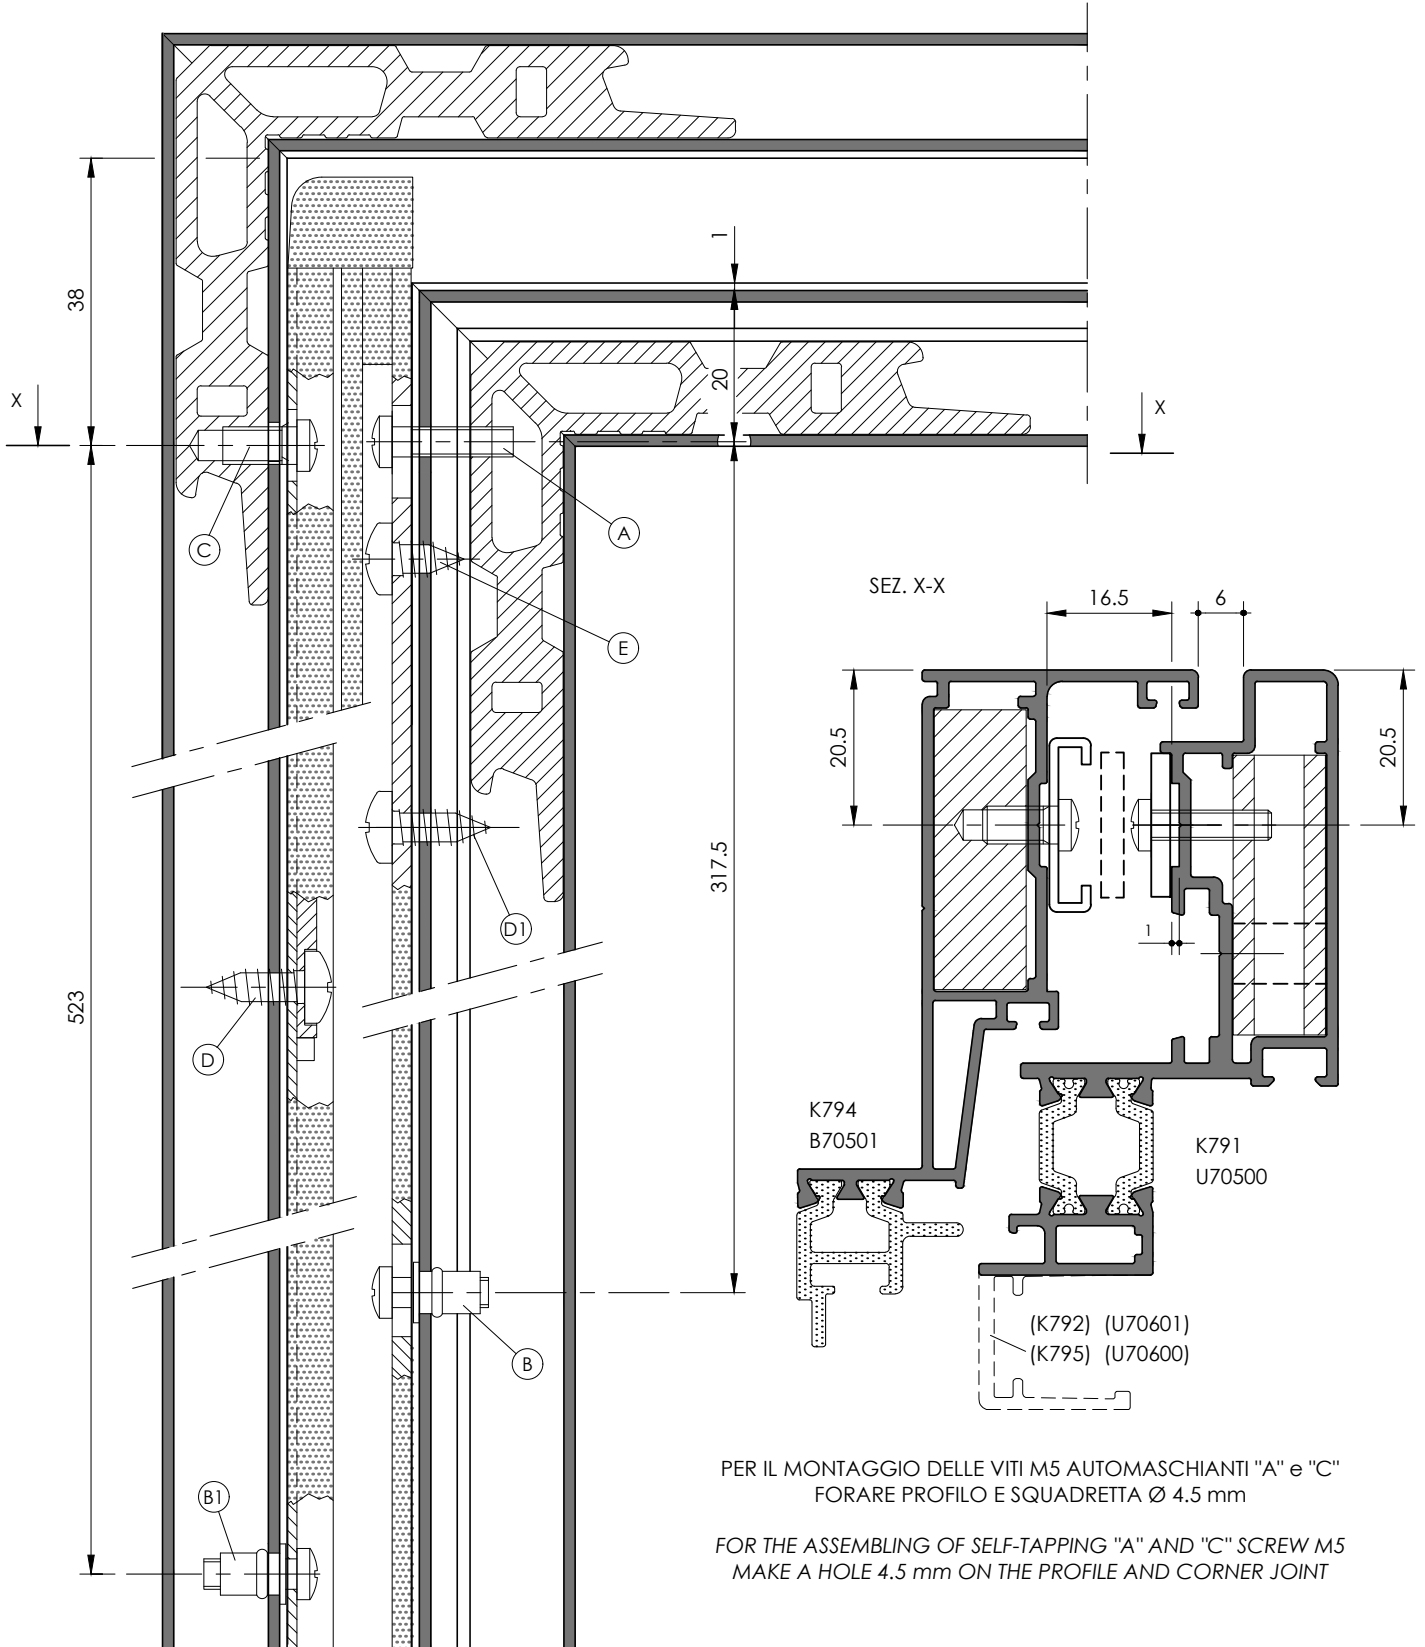 1
38
20
X
X
C
A
E
SEZ. X-X
16.5
6
20.5
20.5
317.5
D1
1
523
D
K794
B70501
K791
U70500
B
(K792) (U70601)
(K795) (U70600)
B1
PER IL MONTAGGIO DELLE VITI M5 AUTOMASCHIANTI "A" e "C"
FORARE PROFILO E SQUADRETTA Ø 4.5 mm
FOR THE ASSEMBLING OF SELF-TAPPING "A" AND "C" SCREW M5
MAKE A HOLE 4.5 mm ON THE PROFILE AND CORNER JOINT